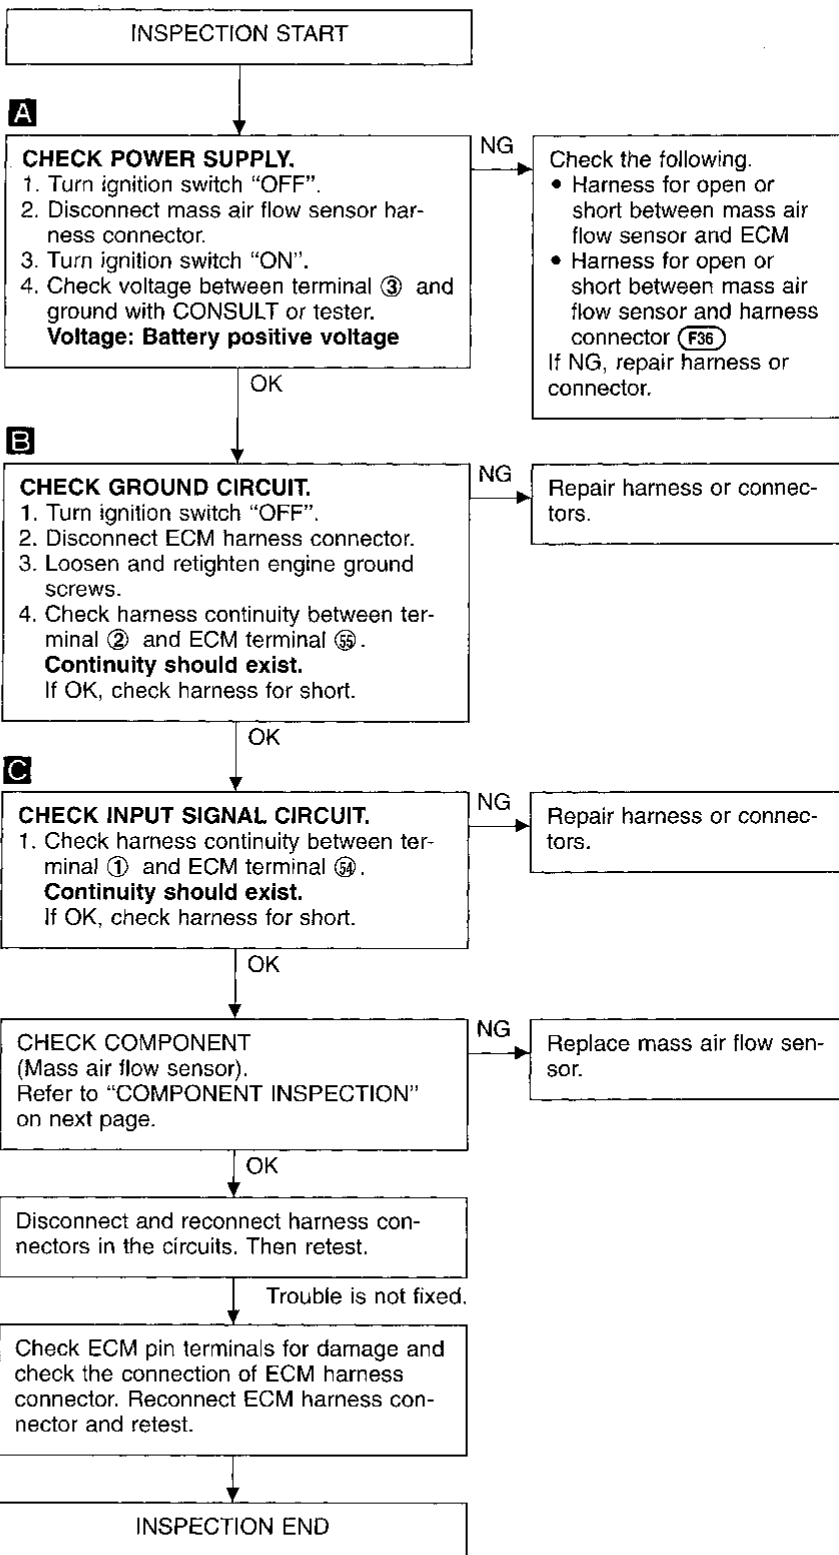 INSPECTION START
A
CHECK POWER SUPPLY.
1. Turn ignition switch “OFF”.
2. Disconnect mass air flow sensor har-
ness connector.
3. Turn ignition switch “ON”.
4. Check voltage between terminal ③ and
ground with CONSULT or tester.
Voltage: Battery positive voltage
NG
Check the following.
• Harness for open or
short between mass air
flow sensor and ECM
• Harness for open or
short between mass air
flow sensor and harness
connector (F36)
If NG, repair harness or
connector.
OK
B
CHECK GROUND CIRCUIT.
1. Turn ignition switch “OFF”.
2. Disconnect ECM harness connector.
3. Loosen and retighten engine ground
screws.
4. Check harness continuity between ter-
minal ② and ECM terminal 55.
Continuity should exist.
If OK, check harness for short.
NG
Repair harness or connec-
tors.
OK
C
CHECK INPUT SIGNAL CIRCUIT.
1. Check harness continuity between ter-
minal ① and ECM terminal 54.
Continuity should exist.
If OK, check harness for short.
NG
Repair harness or connec-
tors.
OK
CHECK COMPONENT
(Mass air flow sensor).
Refer to “COMPONENT INSPECTION”
on next page.
NG
Replace mass air flow sen-
sor.
OK
Disconnect and reconnect harness con-
nectors in the circuits. Then retest.
Trouble is not fixed.
Check ECM pin terminals for damage and
check the connection of ECM harness
connector. Reconnect ECM harness con-
nector and retest.
INSPECTION END